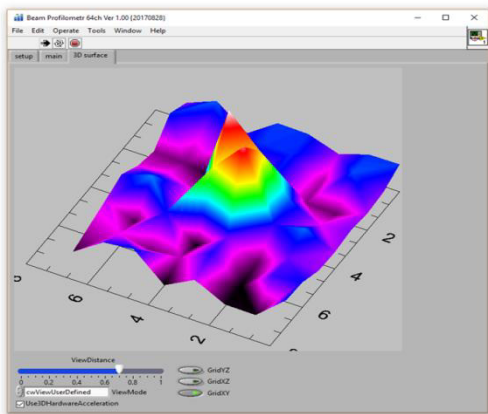 Beam Profilometr 64ch Ver 1.00 (20170828)
File Edit Operate Tools Window Help
setup main 3D surface
2
4
6
2
4
6
ViewDistance
0 0.2 0.4 0.6 0.8 1
cwViewUserDefined ViewMode
Use3DHardwareAcceleration
GridYZ
GridXZ
GridXY